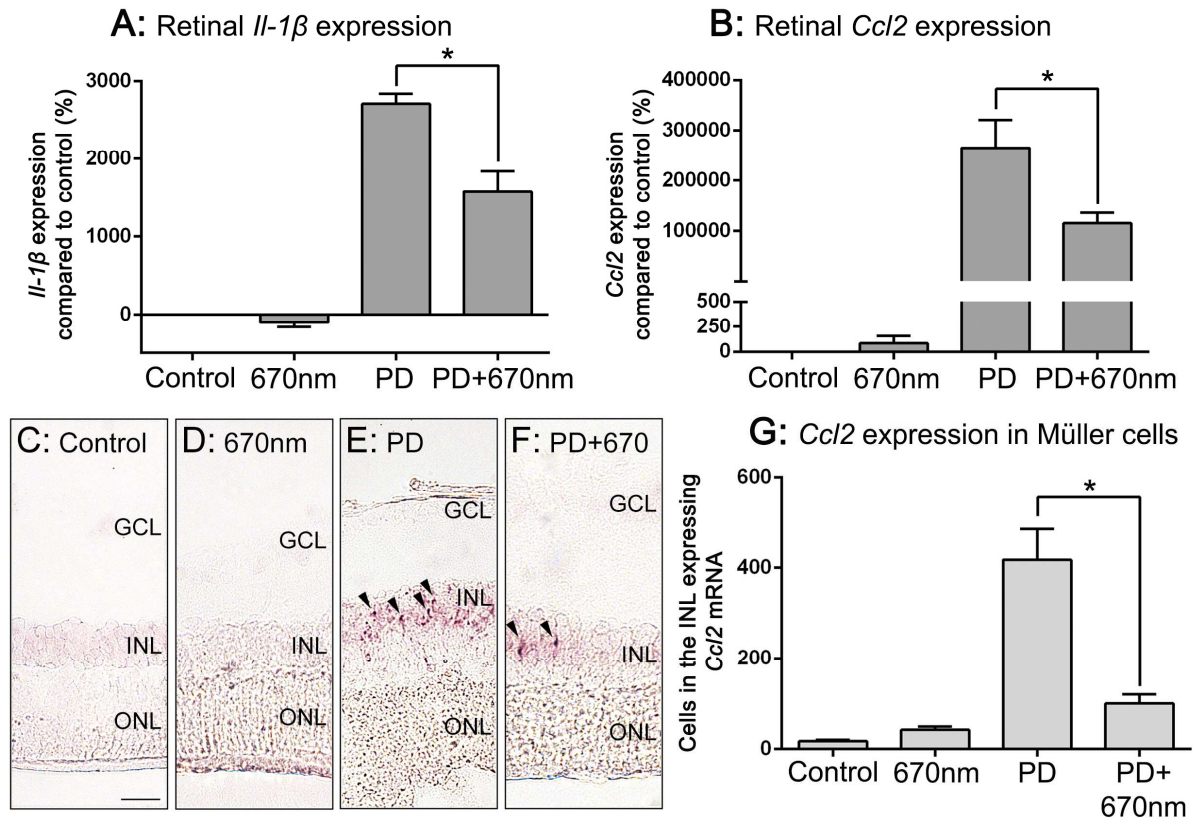 A: Retinal Il-1β expression
Il-1β expression
compared to control (%)
3000
2000
1000
0
*
Control 670nm PD PD+670nm
B: Retinal Ccl2 expression
Ccl2 expression
compared to control (%)
400000
300000
200000
100000
500
250
0
*
Control 670nm PD PD+670nm
C: Control
GCL
INL
ONL
D: 670nm
GCL
INL
ONL
E: PD
GCL
INL
ONL
F: PD+670
GCL
INL
ONL
G: Ccl2 expression in Müller cells
Cells in the INL expressing
Ccl2 mRNA
600
400
200
0
*
Control 670nm PD PD+
670nm